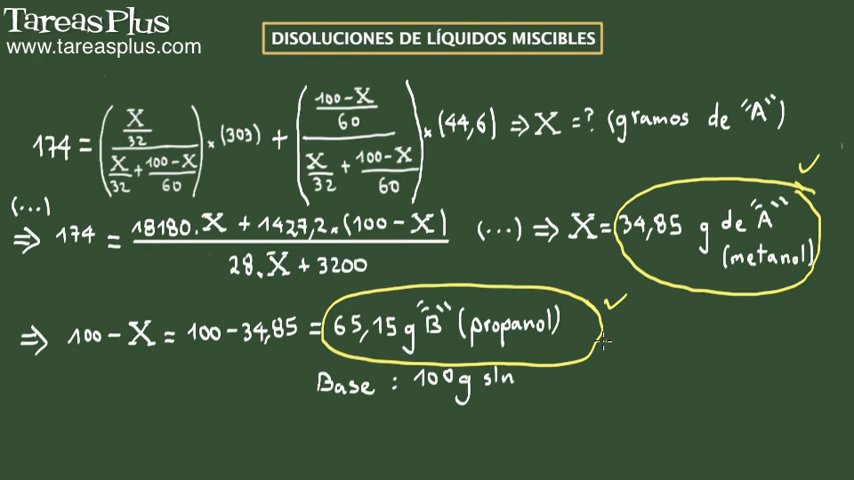 TareasPlus
www.tareasplus.com
DISOLUCIONES DE LÍQUIDOS MISCIBLES
174 = ( (X/32) / (X/32 + (100-X)/60) ) * (303) + ( ((100-X)/60) / (X/32 + (100-X)/60) ) * (44,6) ⇒ X = ? (gramos de "A")
(...)
⇒ 174 = (18180.X + 1427,2.(100 - X)) / (28.X + 3200) (...) ⇒ X = 34,85 g de "A"
(metanol)
⇒ 100 - X = 100 - 34,85 = 65,15 g "B" (propanol)
Base : 100g sln